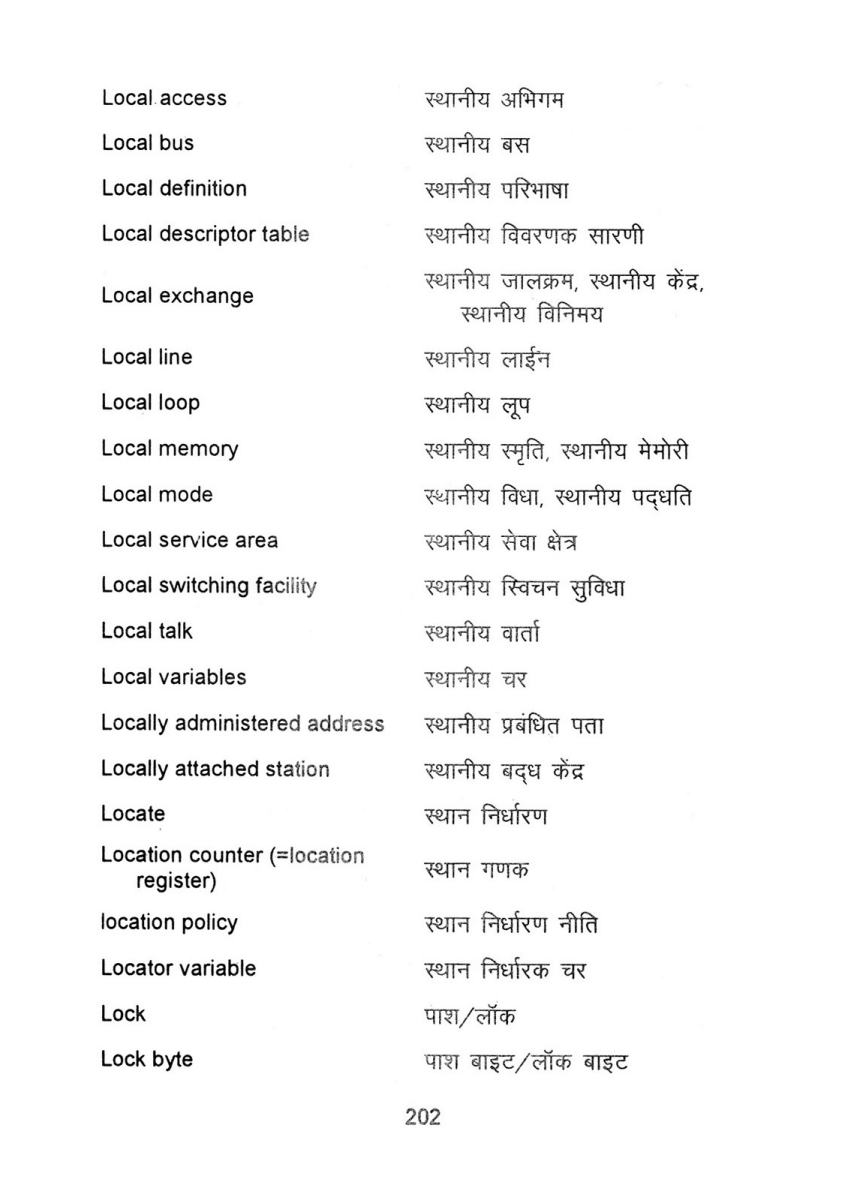 Local access स्थानीय अभिगम
Local bus स्थानीय बस
Local definition स्थानीय परिभाषा
Local descriptor table स्थानीय विवरणक सारणी
Local exchange स्थानीय जालक्रम, स्थानीय केंद्र,
स्थानीय विनिमय
Local line स्थानीय लाईन
Local loop स्थानीय लूप
Local memory स्थानीय स्मृति, स्थानीय मेमोरी
Local mode स्थानीय विधा, स्थानीय पद्धति
Local service area स्थानीय सेवा क्षेत्र
Local switching facility स्थानीय स्विचन सुविधा
Local talk स्थानीय वार्ता
Local variables स्थानीय चर
Locally administered address स्थानीय प्रबंधित पता
Locally attached station स्थानीय बद्ध केंद्र
Locate स्थान निर्धारण
Location counter (=location
register) स्थान गणक
location policy स्थान निर्धारण नीति
Locator variable स्थान निर्धारक चर
Lock पाश/लॉक
Lock byte पाश बाइट/लॉक बाइट
202